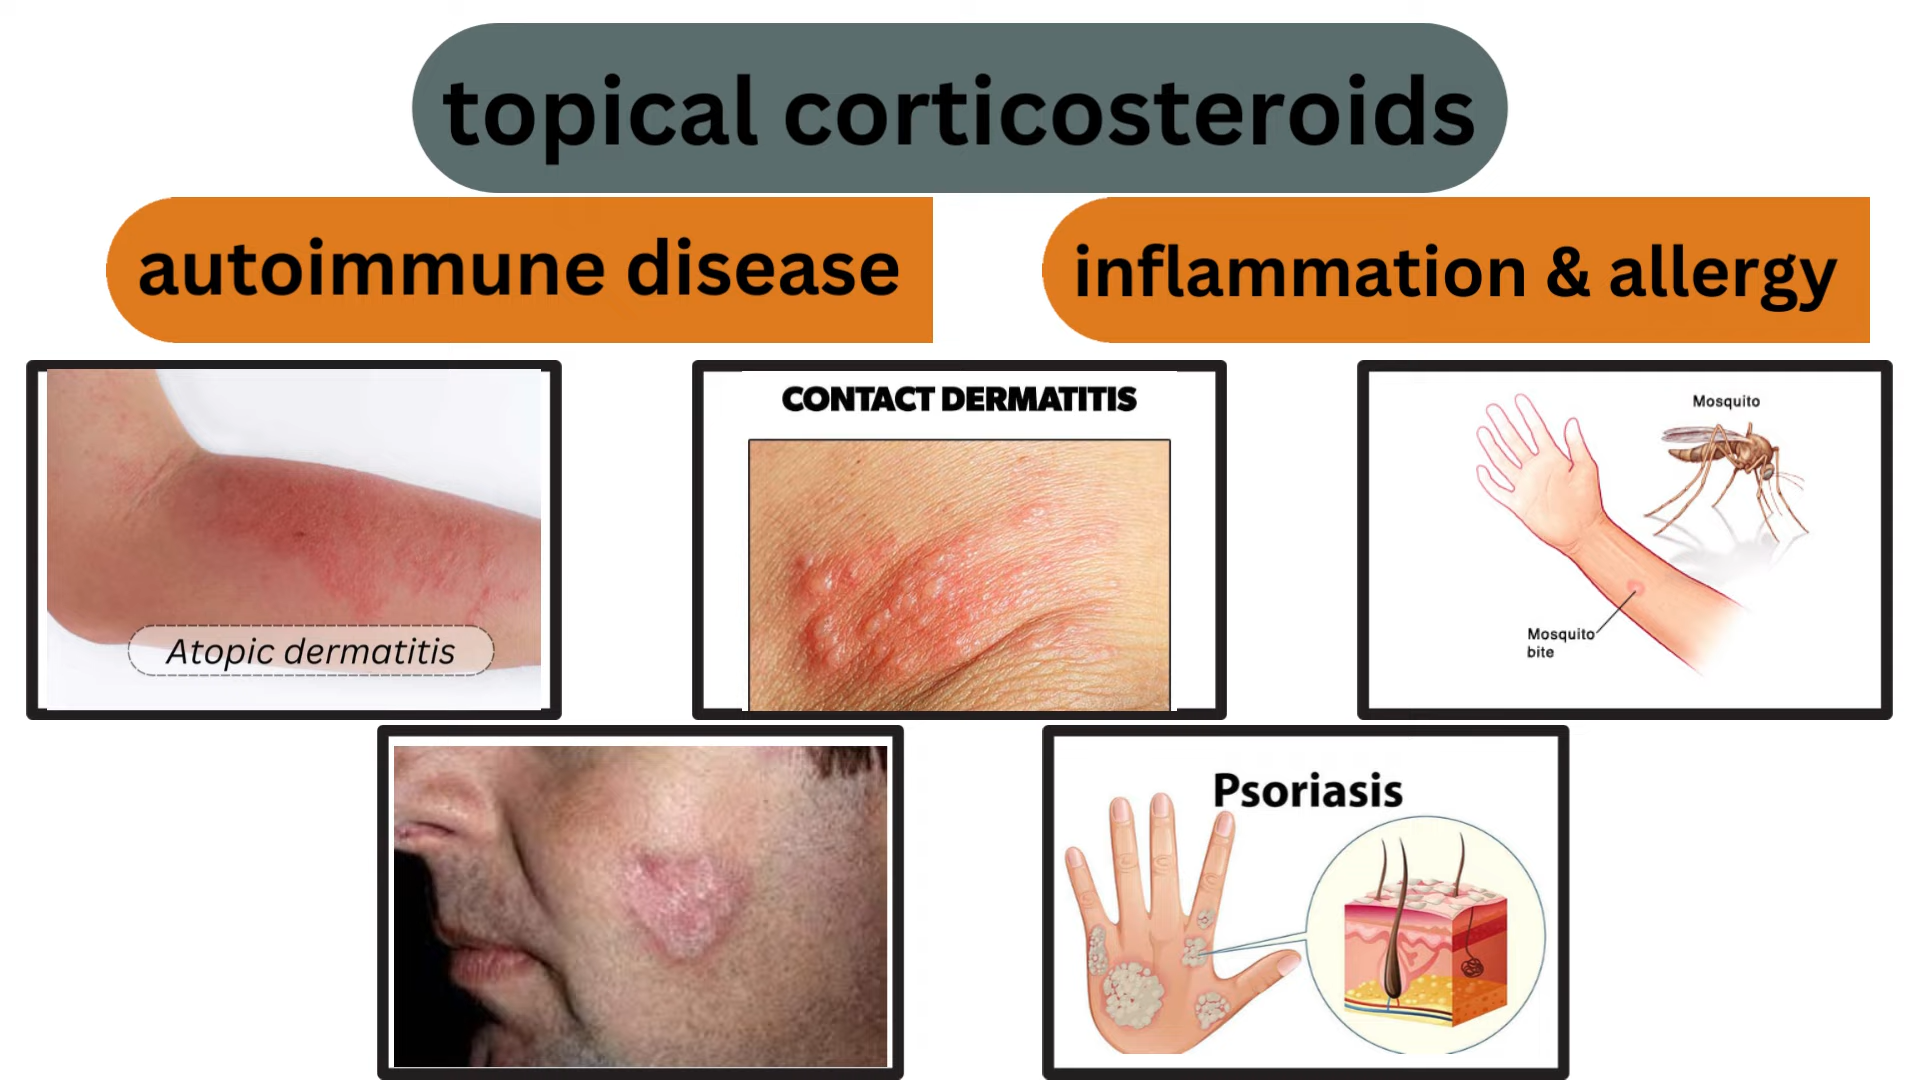 topical corticosteroids
autoimmune disease
inflammation & allergy
Atopic dermatitis
CONTACT DERMATITIS
Mosquito
Mosquito
bite
Psoriasis